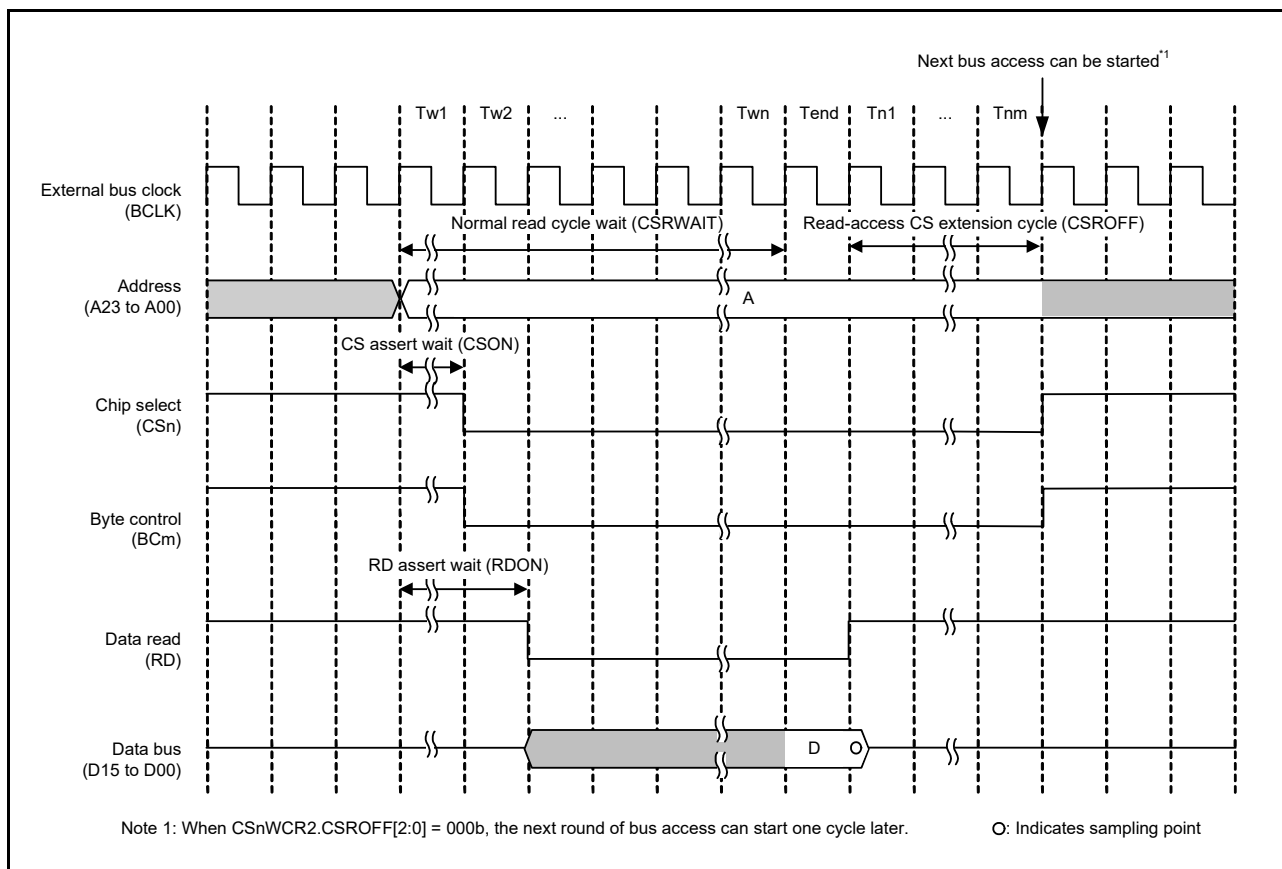 Next bus access can be started*1
Tw1 Tw2 ... Twn Tend Tn1 ... Tnm
External bus clock
(BCLK)
Normal read cycle wait (CSRWAIT) Read-access CS extension cycle (CSROFF)
Address
(A23 to A00)
A
CS assert wait (CSON)
Chip select
(CSn)
Byte control
(BCm)
RD assert wait (RDON)
Data read
(RD)
Data bus
(D15 to D00)
D
Note 1: When CSnWCR2.CSROFF[2:0] = 000b, the next round of bus access can start one cycle later. O: Indicates sampling point